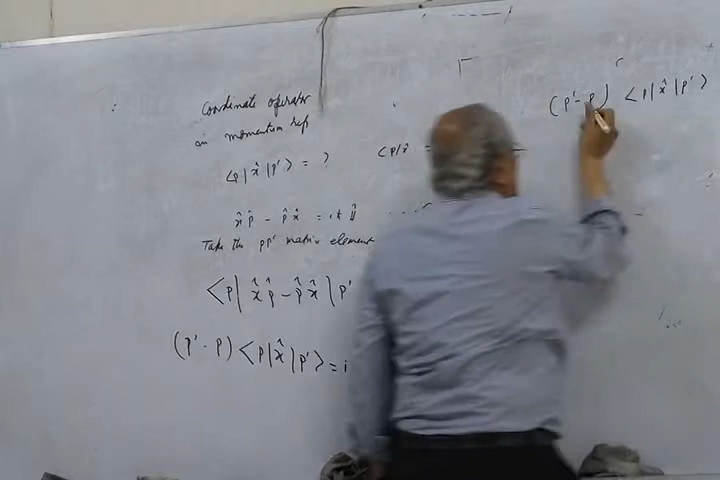 Coordinate operator
in momentum rep
⟨p|x̂|p'⟩ = ?
x̂p̂ - p̂x̂ = iħ 𝟙̂
Take the pp' matrix element
⟨p| x̂p̂ - p̂x̂ |p'
(p' - p) ⟨p|x̂|p'⟩ = i
⟨p|x̂ =
(p' - p) ⟨p|x̂|p'⟩